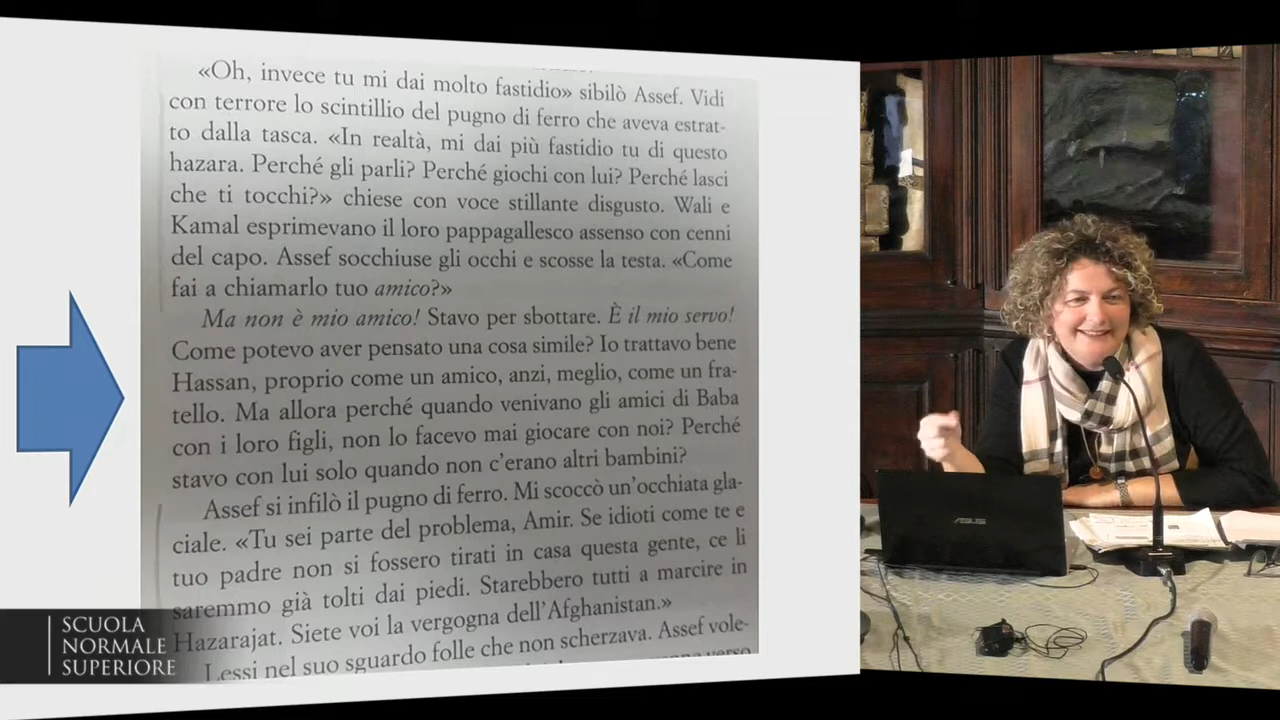 «Oh, invece tu mi dai molto fastidio» sibilò Assef. Vidi
con terrore lo scintillio del pugno di ferro che aveva estrat-
to dalla tasca. «In realtà, mi dai più fastidio tu di questo
hazara. Perché gli parli? Perché giochi con lui? Perché lasci
che ti tocchi?» chiese con voce stillante disgusto. Wali e
Kamal esprimevano il loro pappagallesco assenso con cenni
del capo. Assef socchiuse gli occhi e scosse la testa. «Come
fai a chiamarlo tuo amico?»
Ma non è mio amico! Stavo per sbottare. È il mio servo!
Come potevo aver pensato una cosa simile? Io trattavo bene
Hassan, proprio come un amico, anzi, meglio, come un fra-
tello. Ma allora perché quando venivano gli amici di Baba
con i loro figli, non lo facevo mai giocare con noi? Perché
stavo con lui solo quando non c'erano altri bambini?
Assef si infilò il pugno di ferro. Mi scoccò un'occhiata gla-
ciale. «Tu sei parte del problema, Amir. Se idioti come te e
tuo padre non si fossero tirati in casa questa gente, ce li
saremmo già tolti dai piedi. Starebbero tutti a marcire in
Hazarajat. Siete voi la vergogna dell'Afghanistan.»
Lessi nel suo sguardo folle che non scherzava. Assef vole-
verso
SCUOLA
NORMALE
SUPERIORE
ASUS